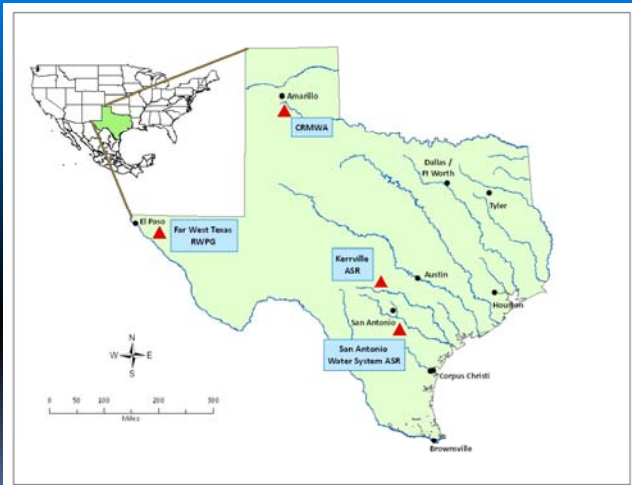 Amarillo
CRMWA
Dallas /
Ft Worth
Tyler
El Paso
Far West Texas
RWPG
Kerrville
ASR
Austin
Houston
San Antonio
San Antonio
Water System ASR
Corpus Christi
N
W E
S
0 50 100 200 300
Miles
Brownsville